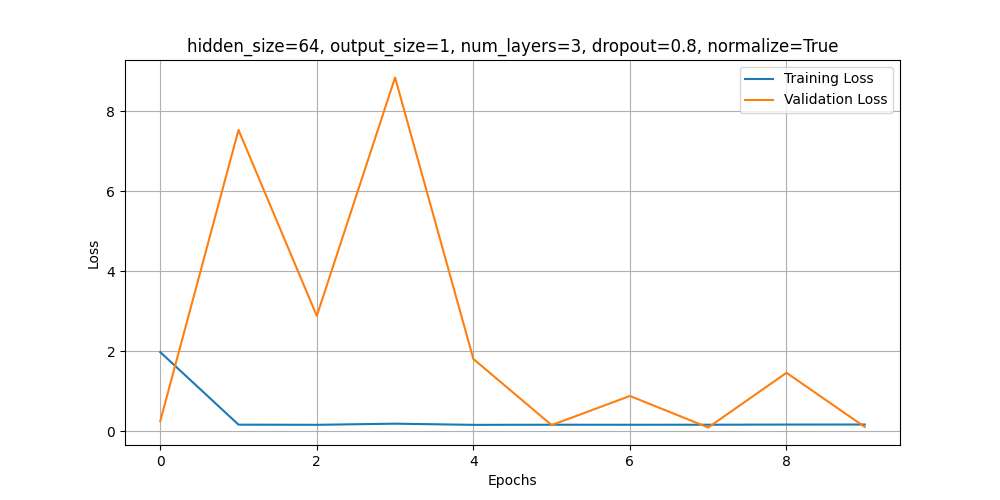 hidden_size=64, output_size=1, num_layers=3, dropout=0.8, normalize=True
Training Loss
Validation Loss
8
6
4
2
0
Loss
0 2 4 6 8
Epochs